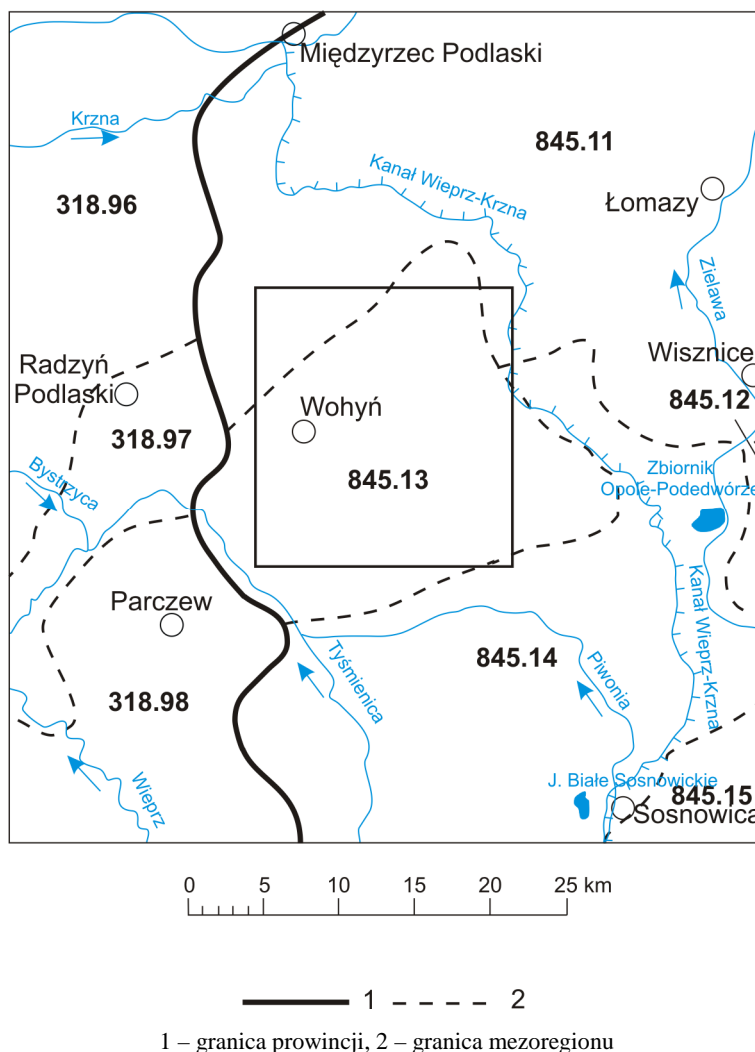 Międzyrzec Podlaski
Krzna
845.11
Kanał Wieprz-Krzna
318.96
Łomazy
Zielawa
Radzyń
Podlaski
Wisznice
845.12
Wohyń
318.97
Bystrzyca
845.13
Zbiornik
Opole-Podedwórze
Parczew
Kanał Wieprz-Krzna
Tyśmienica
845.14
Piwonia
318.98
Wieprz
J. Białe Sosnowickie
845.15
Sosnowica
0 5 10 15 20 25 km
1 2
1 – granica prowincji, 2 – granica mezoregionu